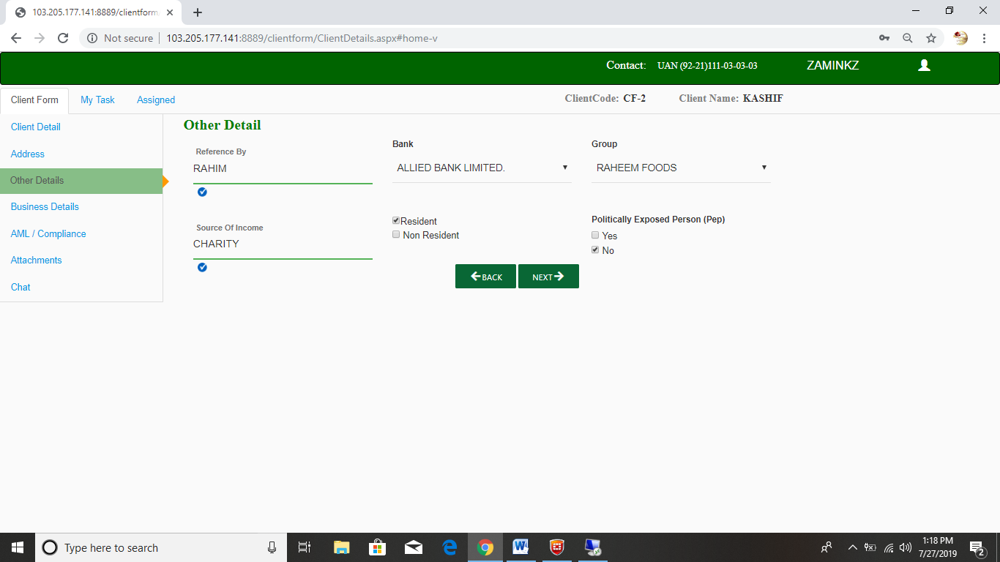 103.205.177.141:8889/clientform
Not secure 103.205.177.141:8889/clientform/ClientDetails.aspx#home-v
Contact: UAN (92-21)111-03-03-03 ZAMINKZ
Client Form My Task Assigned ClientCode: CF-2 Client Name: KASHIF
Client Detail
Address
Other Details
Business Details
AML / Compliance
Attachments
Chat
Other Detail
Reference By
RAHIM
Bank
ALLIED BANK LIMITED.
Group
RAHEEM FOODS
Source Of Income
CHARITY
Resident
Non Resident
Politically Exposed Person (Pep)
Yes
No
BACK NEXT
Type here to search
1:18 PM
7/27/2019
2